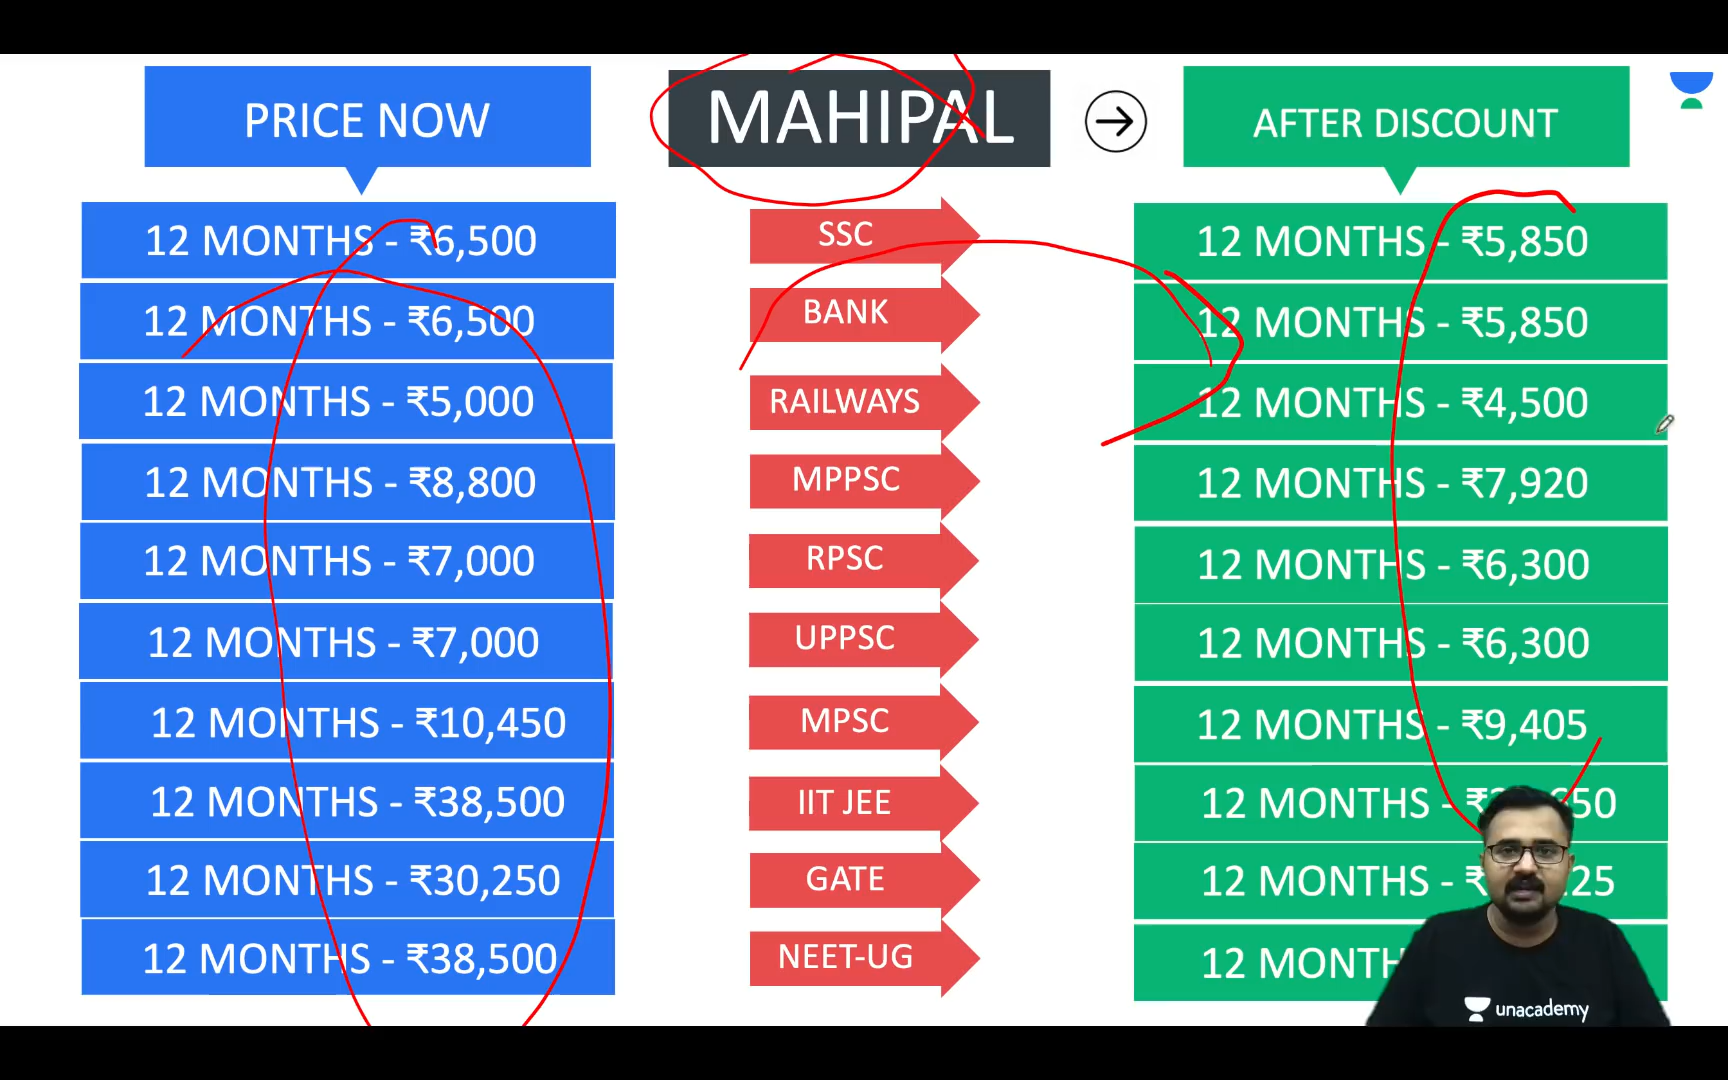 PRICE NOW
MAHIPAL
AFTER DISCOUNT
12 MONTHS - ₹6,500
SSC
12 MONTHS - ₹5,850
12 MONTHS - ₹6,500
BANK
12 MONTHS - ₹5,850
12 MONTHS - ₹5,000
RAILWAYS
12 MONTHS - ₹4,500
12 MONTHS - ₹8,800
MPPSC
12 MONTHS - ₹7,920
12 MONTHS - ₹7,000
RPSC
12 MONTHS - ₹6,300
12 MONTHS - ₹7,000
UPPSC
12 MONTHS - ₹6,300
12 MONTHS - ₹10,450
MPSC
12 MONTHS - ₹9,405
12 MONTHS - ₹38,500
IIT JEE
12 MONTHS -
12 MONTHS - ₹30,250
GATE
12 MONTHS -
12 MONTHS - ₹38,500
NEET-UG
12
unacademy